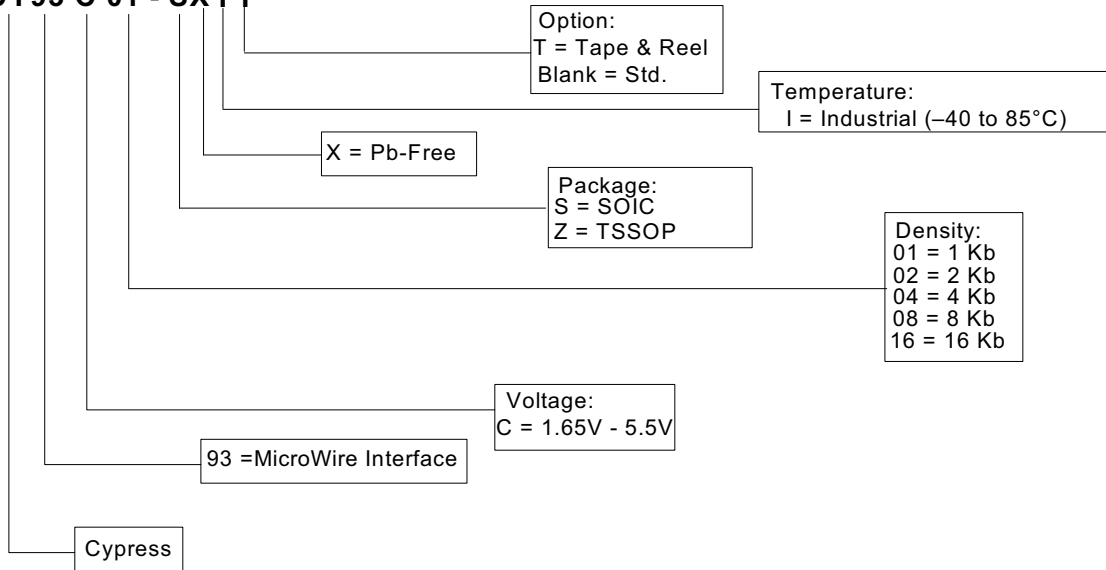 Option:
T = Tape & Reel
Blank = Std.
Temperature:
I = Industrial (–40 to 85°C)
X = Pb-Free
Package:
S = SOIC
Z = TSSOP
Density:
01 = 1 Kb
02 = 2 Kb
04 = 4 Kb
08 = 8 Kb
16 = 16 Kb
Voltage:
C = 1.65V - 5.5V
93 =MicroWire Interface
Cypress